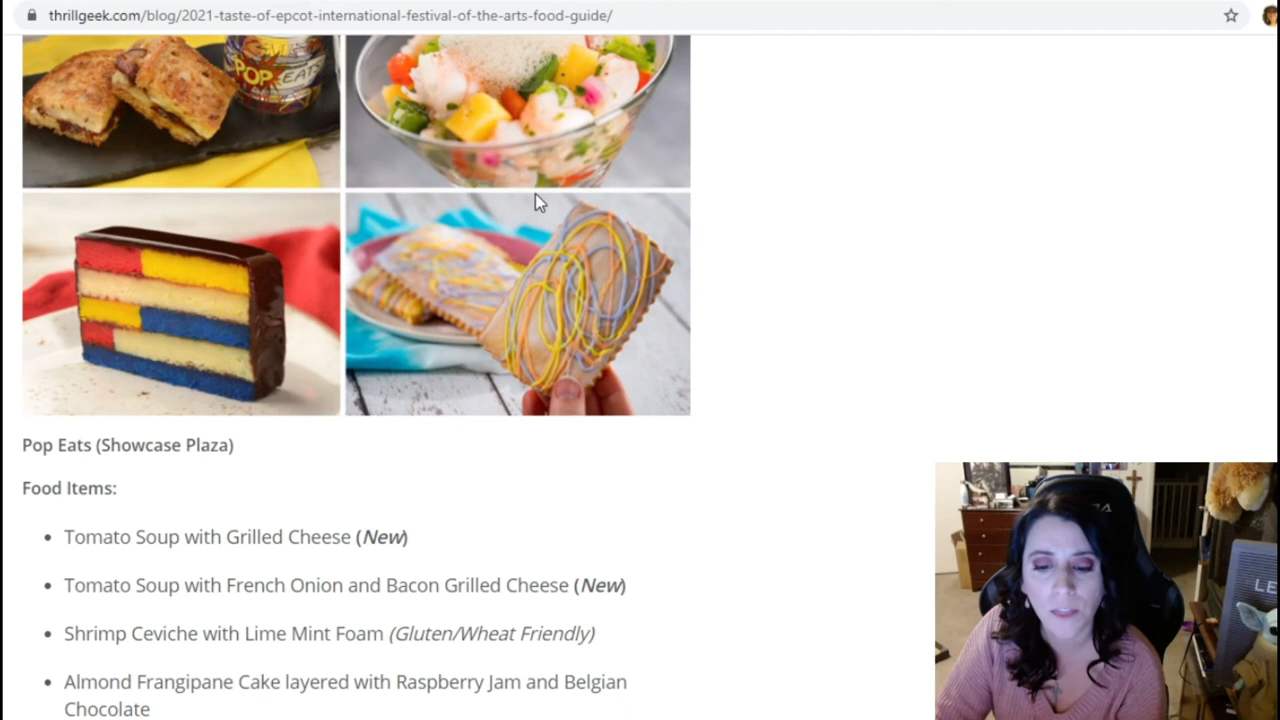 thrillgeek.com/blog/2021-taste-of-epcot-international-festival-of-the-arts-food-guide/
POP EATS
Pop Eats (Showcase Plaza)
Food Items:
• Tomato Soup with Grilled Cheese (New)
• Tomato Soup with French Onion and Bacon Grilled Cheese (New)
• Shrimp Ceviche with Lime Mint Foam (Gluten/Wheat Friendly)
• Almond Frangipane Cake layered with Raspberry Jam and Belgian
Chocolate
LE